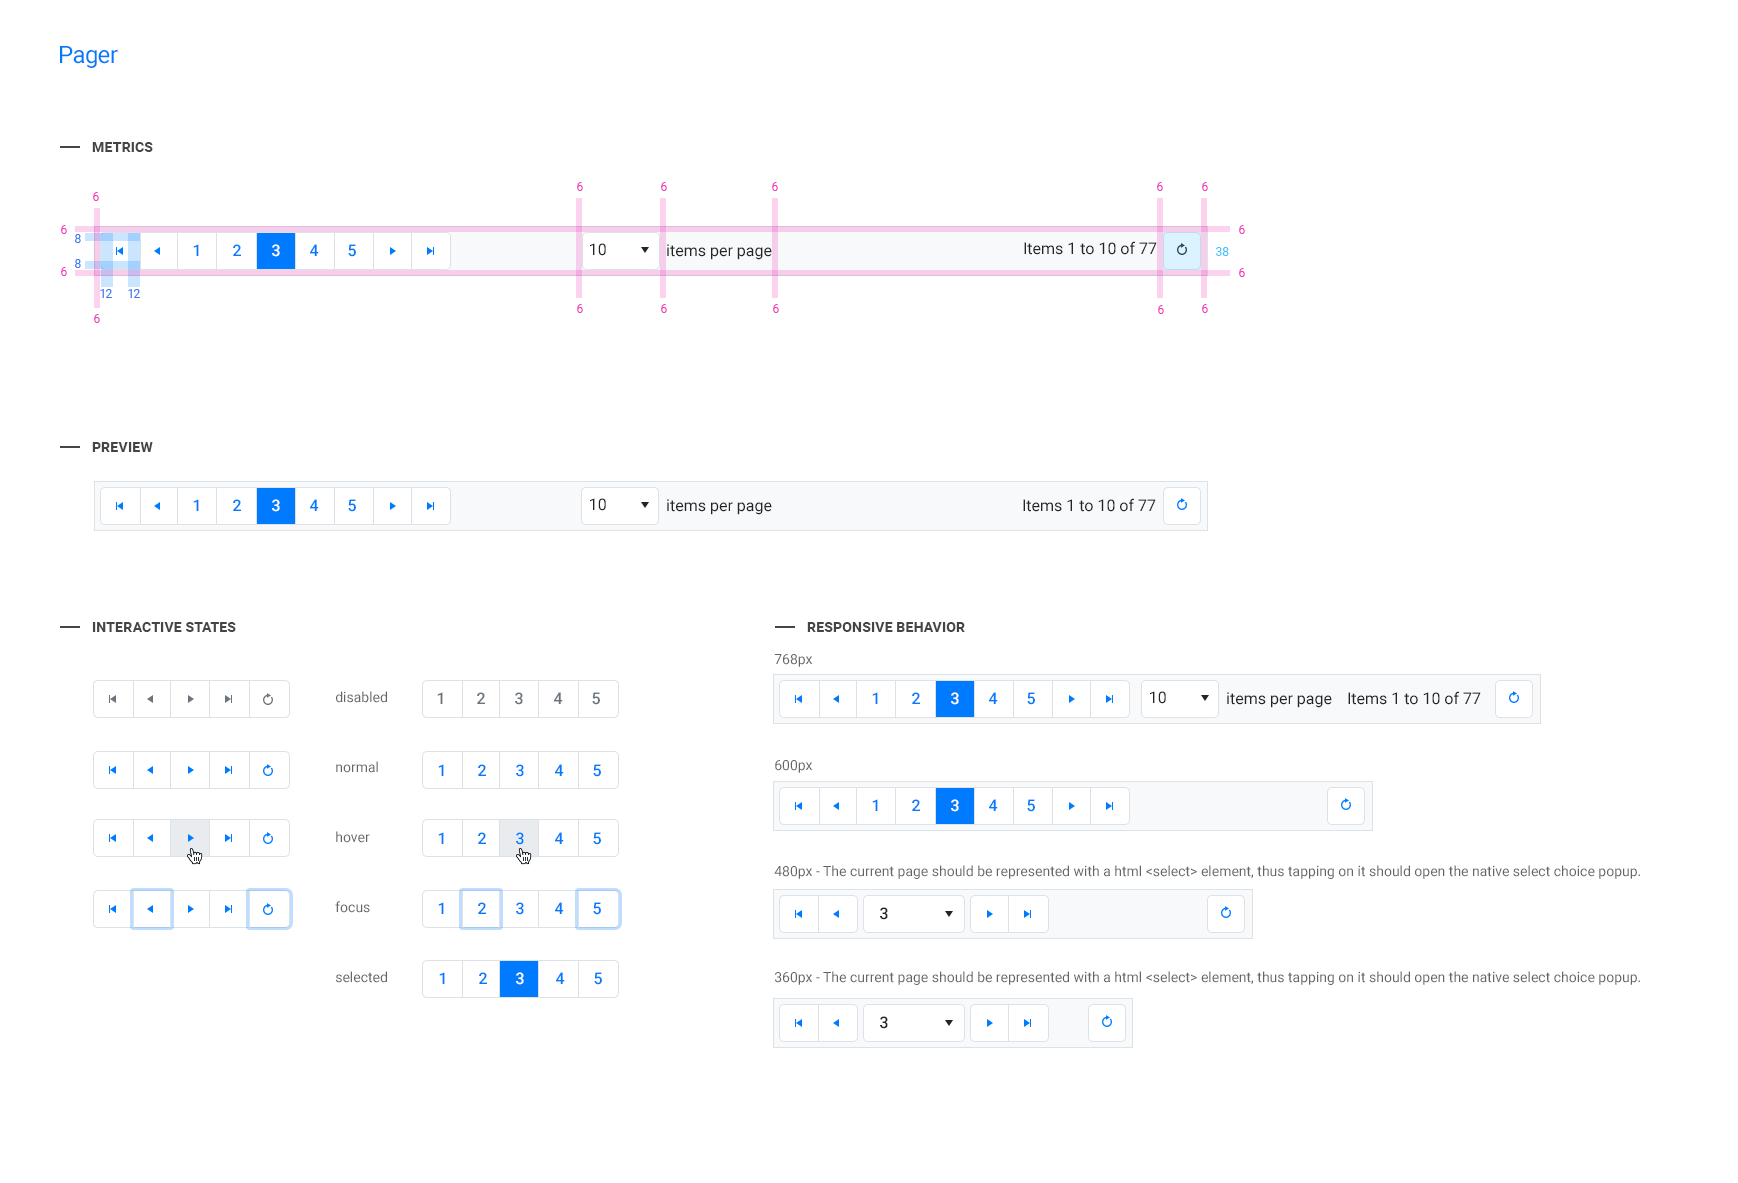 Pager
METRICS
6 6 6 6 6 6
6 6
8 1 2 3 4 5 10 items per page Items 1 to 10 of 77 38
8
6 6
12 12
6 6 6 6 6 6
PREVIEW
1 2 3 4 5 10 items per page Items 1 to 10 of 77
INTERACTIVE STATES
disabled 1 2 3 4 5
normal 1 2 3 4 5
hover 1 2 3 4 5
focus 1 2 3 4 5
selected 1 2 3 4 5
RESPONSIVE BEHAVIOR
768px
1 2 3 4 5 10 items per page Items 1 to 10 of 77
600px
1 2 3 4 5
480px - The current page should be represented with a html <select> element, thus tapping on it should open the native select choice popup.
3
360px - The current page should be represented with a html <select> element, thus tapping on it should open the native select choice popup.
3